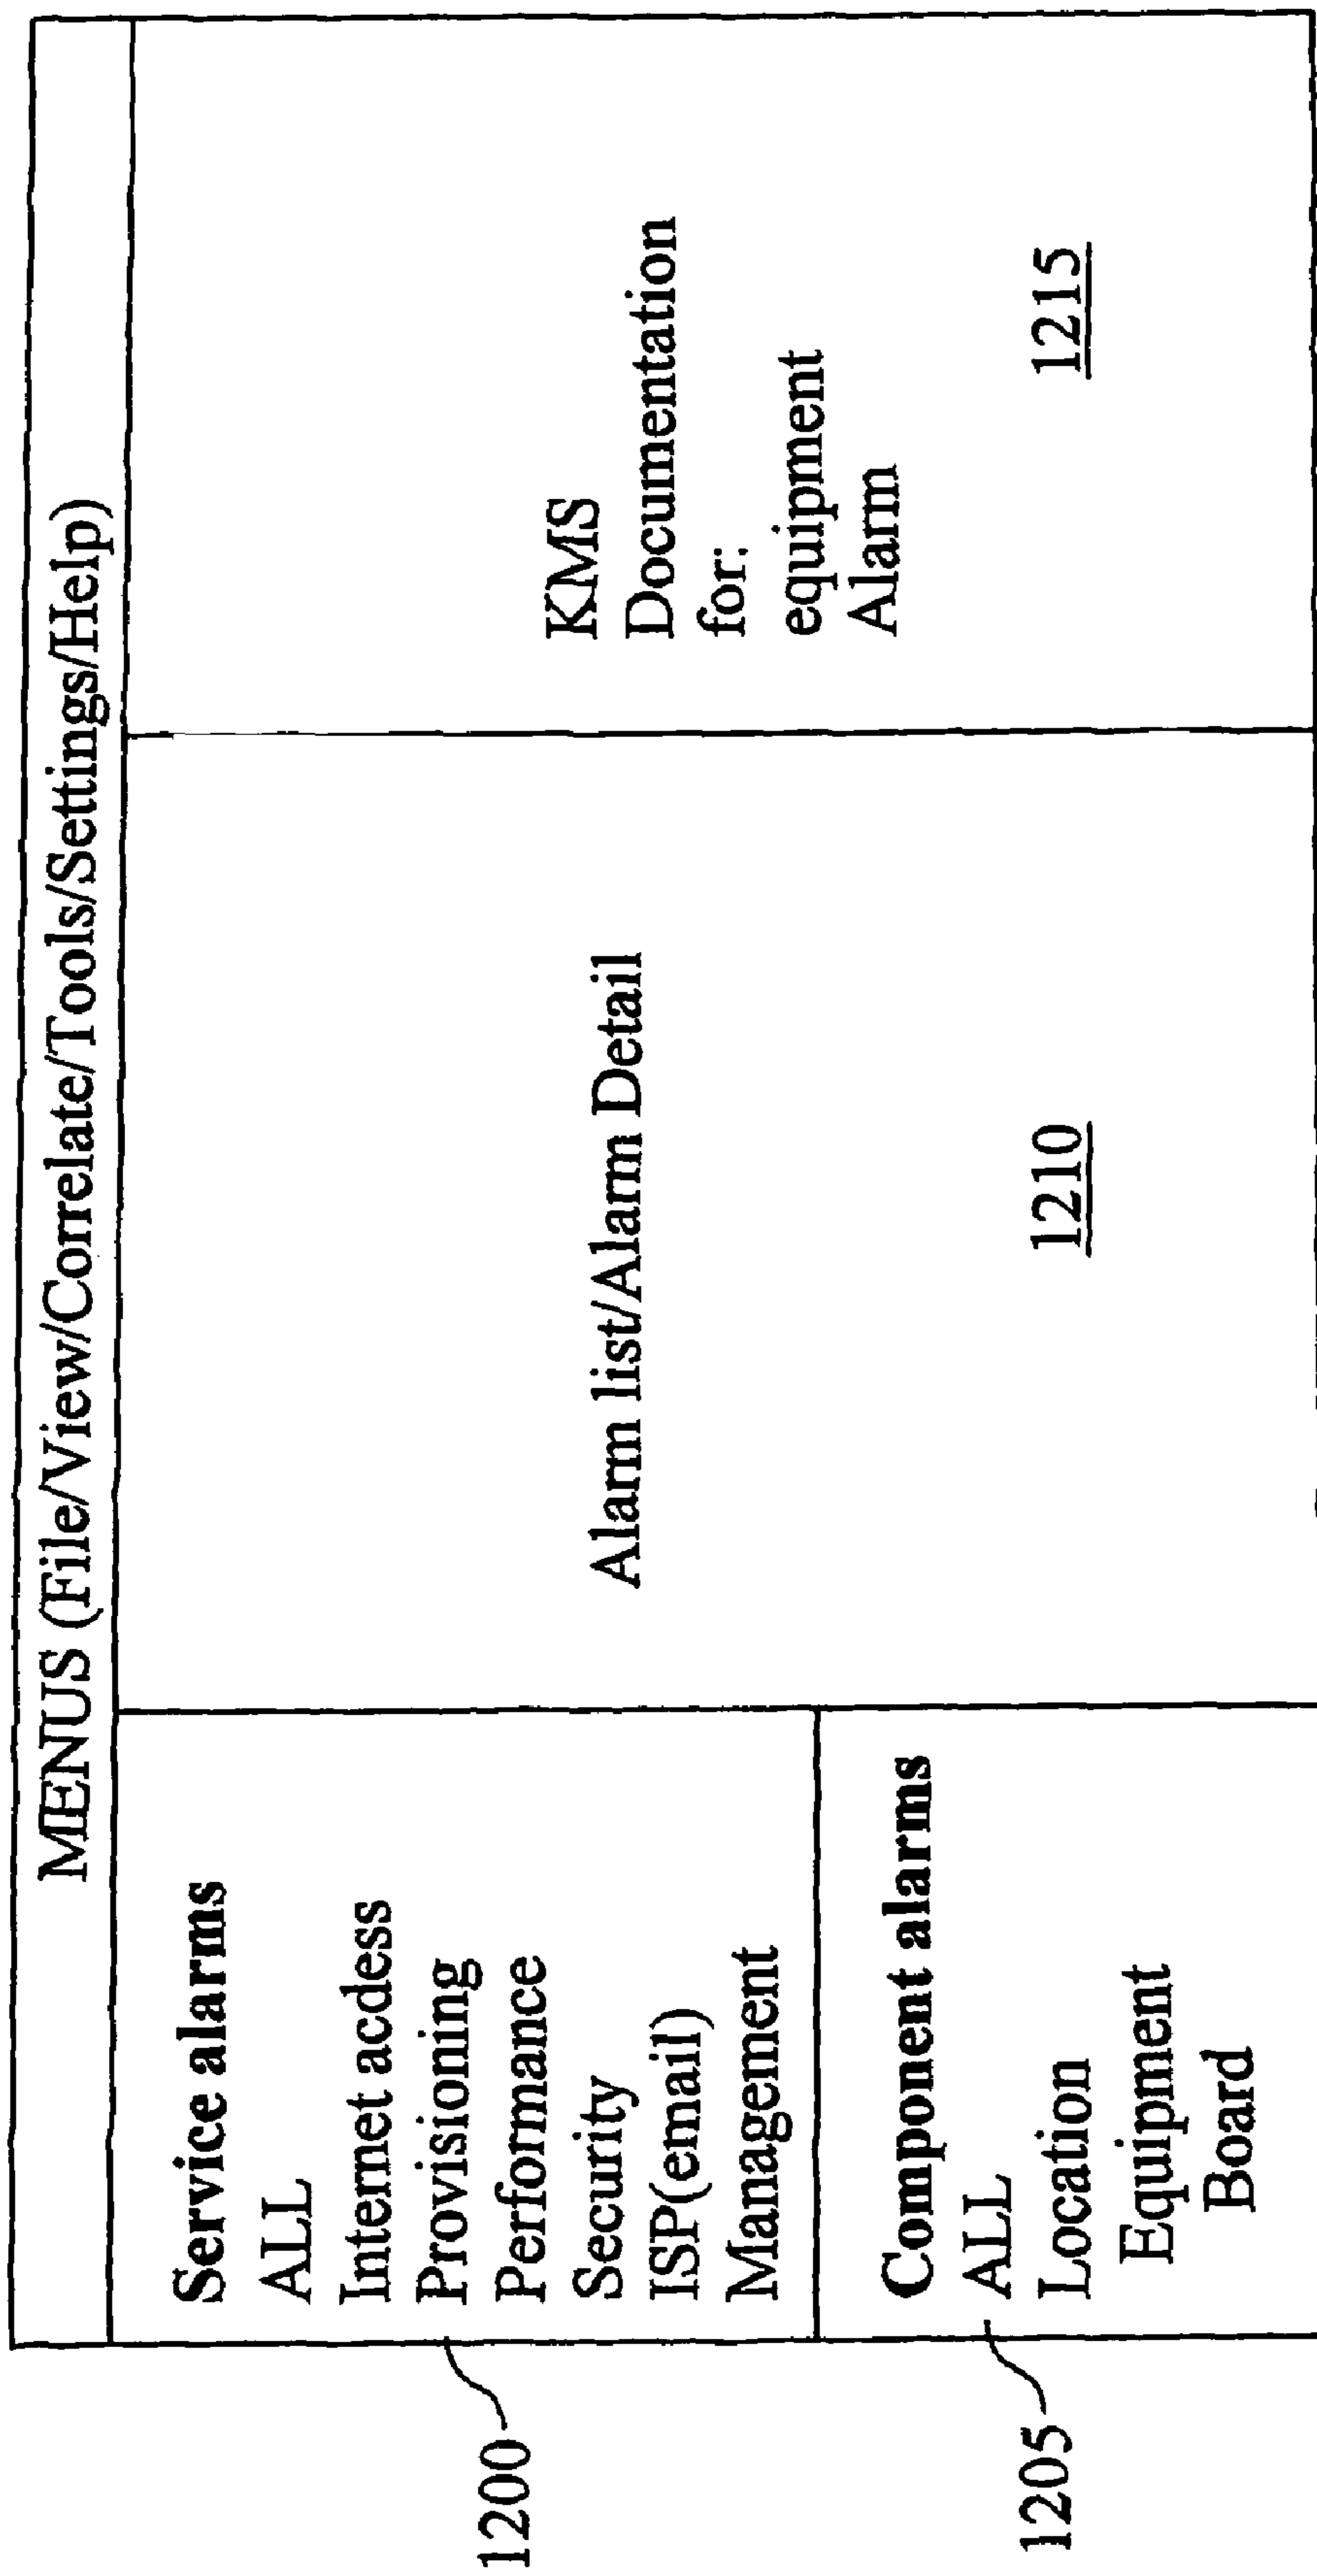 MENUS (File/View/Correlate/Tools/Settings/Help)
Service alarms
ALL
Internet acdess
Provisioning
Performance
Security
ISP(email)
Management
1200
Component alarms
ALL
Location
Equipment
Board
1205
Alarm list/Alarm Detail
1210
KMS
Documentation
for:
equipment
Alarm
1215